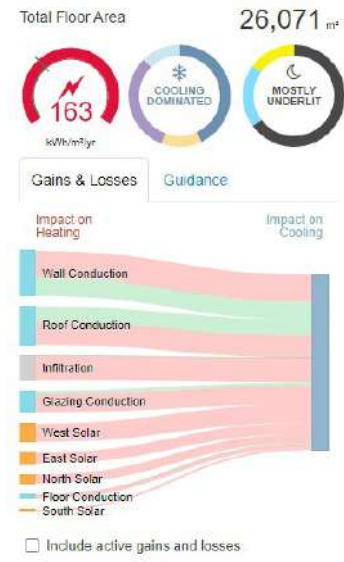 Total Floor Area
26,071 m²
163
kWh/m²/yr
COOLING
DOMINATED
MOSTLY
UNDERLIT
Gains & Losses
Guidance
Impact on
Heating
Impact on
Cooling
Wall Conduction
Roof Conduction
Infiltration
Glazing Conduction
West Solar
East Solar
North Solar
Floor Conduction
South Solar
Include active gains and losses